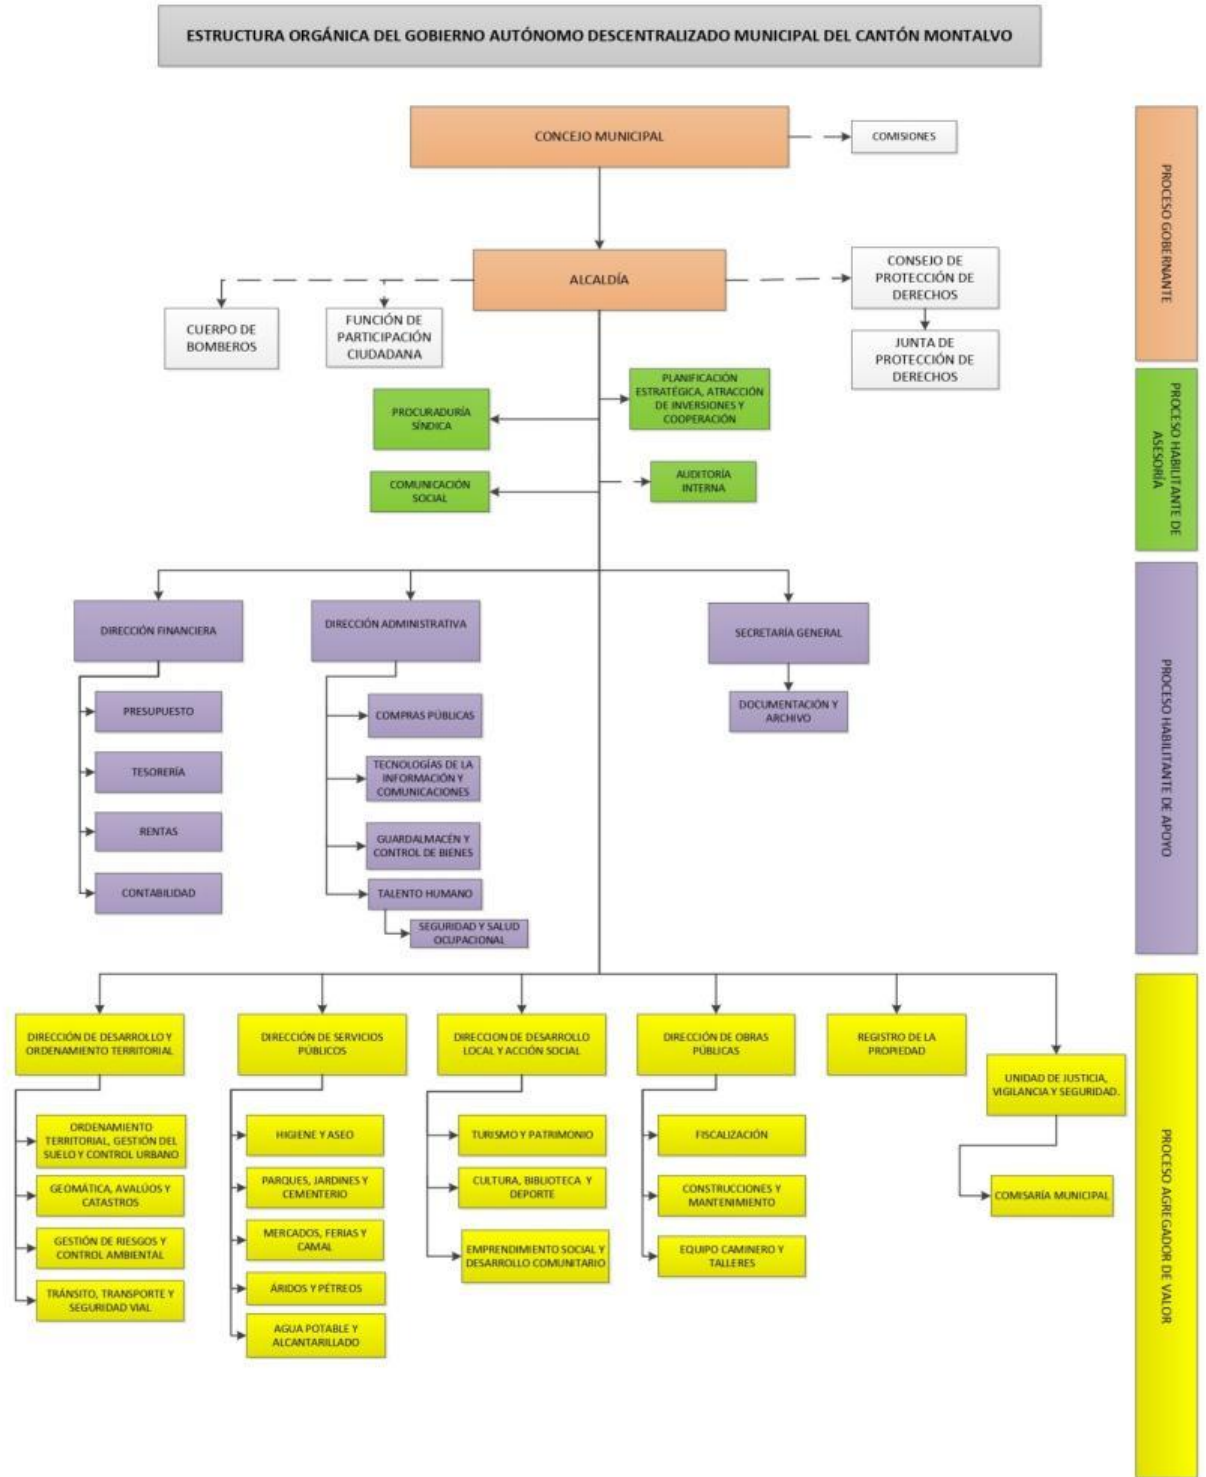 ESTRUCTURA ORGÁNICA DEL GOBIERNO AUTÓNOMO DESCENTRALIZADO MUNICIPAL DEL CANTÓN MONTALVO
CONCEJO MUNICIPAL
COMISIONES
ALCALDÍA
CONSEJO DE
PROTECCIÓN DE
DERECHOS
CUERPO DE
BOMBEROS
FUNCIÓN DE
PARTICIPACIÓN
CIUDADANA
JUNTA DE
PROTECCIÓN DE
DERECHOS
PROCESO GOBERNANTE
PROCURADURÍA
SÍNDICA
PLANIFICACIÓN
ESTRATÉGICA, ATRACCIÓN
DE INVERSIONES Y
COOPERACIÓN
COMUNICACIÓN
SOCIAL
AUDITORÍA
INTERNA
PROCESO HABILITANTE DE
ASESORÍA
DIRECCIÓN FINANCIERA
PRESUPUESTO
TESORERÍA
RENTAS
CONTABILIDAD
DIRECCIÓN ADMINISTRATIVA
COMPRAS PÚBLICAS
TECNOLOGÍAS DE LA
INFORMACIÓN Y
COMUNICACIONES
GUARDALMACÉN Y
CONTROL DE BIENES
TALENTO HUMANO
SEGURIDAD Y SALUD
OCUPACIONAL
SECRETARÍA GENERAL
DOCUMENTACIÓN Y
ARCHIVO
PROCESO HABILITANTE DE APOYO
DIRECCIÓN DE DESARROLLO Y
ORDENAMIENTO TERRITORIAL
ORDENAMIENTO
TERRITORIAL, GESTIÓN DEL
SUELO Y CONTROL URBANO
GEOMÁTICA, AVALÚOS Y
CATASTROS
GESTIÓN DE RIESGOS Y
CONTROL AMBIENTAL
TRÁNSITO, TRANSPORTE Y
SEGURIDAD VIAL
DIRECCIÓN DE SERVICIOS
PÚBLICOS
HIGIENE Y ASEO
PARQUES, JARDINES Y
CEMENTERIO
MERCADOS, FERIAS Y
CAMAL
ÁRIDOS Y PÉTREOS
AGUA POTABLE Y
ALCANTARILLADO
DIRECCION DE DESARROLLO
LOCAL Y ACCIÓN SOCIAL
TURISMO Y PATRIMONIO
CULTURA, BIBLIOTECA Y
DEPORTE
EMPRENDIMIENTO SOCIAL Y
DESARROLLO COMUNITARIO
DIRECCIÓN DE OBRAS
PÚBLICAS
FISCALIZACIÓN
CONSTRUCCIONES Y
MANTENIMIENTO
EQUIPO CAMINERO Y
TALLERES
REGISTRO DE LA
PROPIEDAD
UNIDAD DE JUSTICIA,
VIGILANCIA Y SEGURIDAD.
COMISARÍA MUNICIPAL
PROCESO AGREGADOR DE VALOR